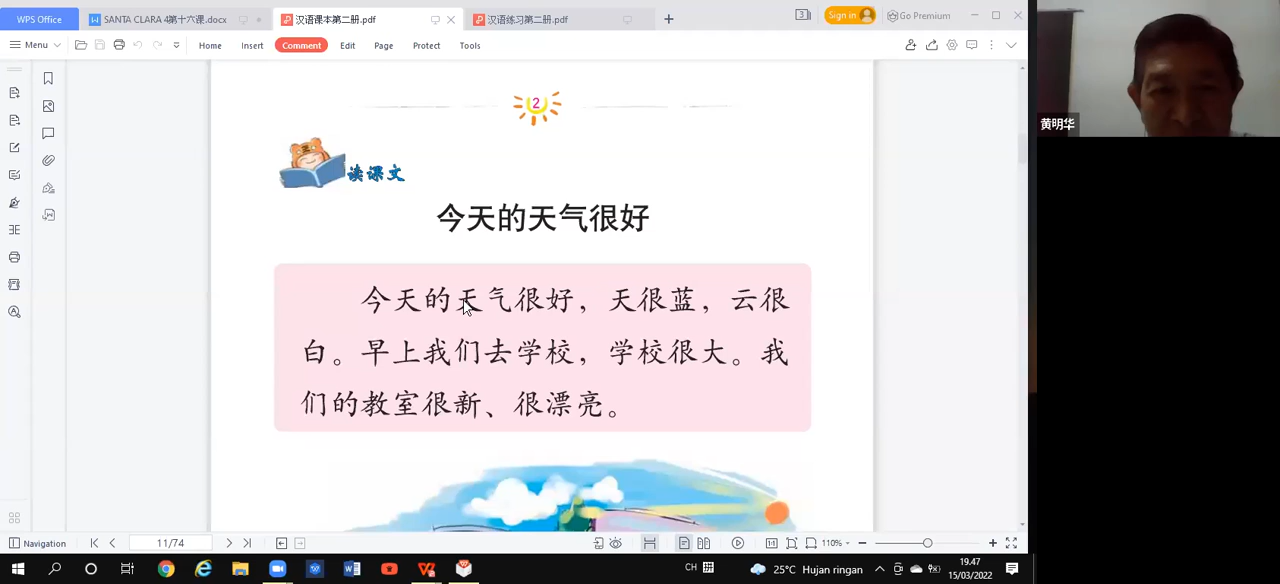 WPS Office
SANTA CLARA 4第十六课.docx
汉语课本第二册.pdf
汉语练习第二册.pdf
3
Sign in
Go Premium
Menu
Home
Insert
Comment
Edit
Page
Protect
Tools
黄明华
2
读课文
今天的天气很好
今天的天气很好，天很蓝，云很
白。早上我们去学校，学校很大。我
们的教室很新、很漂亮。
Navigation
11/74
110%
CH
25°C Hujan ringan
19.47
15/03/2022